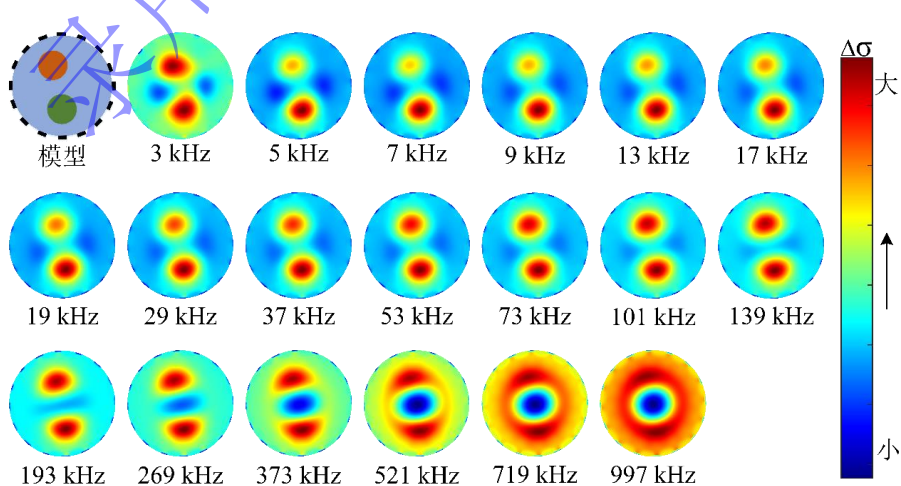 Δσ
大
模型 3 kHz 5 kHz 7 kHz 9 kHz 13 kHz 17 kHz
19 kHz 29 kHz 37 kHz 53 kHz 73 kHz 101 kHz 139 kHz
193 kHz 269 kHz 373 kHz 521 kHz 719 kHz 997 kHz
小